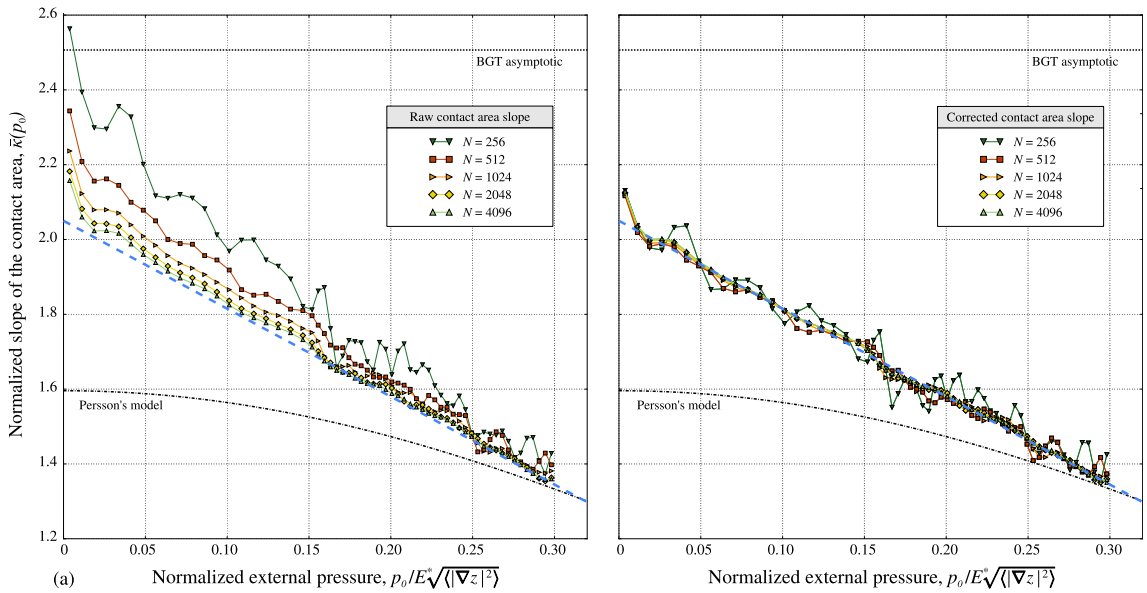 2.6
2.4
2.2
2.0
1.8
1.6
1.4
1.2
Normalized slope of the contact area, κ̄(p₀)
BGT asymptotic
Raw contact area slope
N = 256
N = 512
N = 1024
N = 2048
N = 4096
Persson's model
0 0.05 0.10 0.15 0.20 0.25 0.30
(a) Normalized external pressure, p₀/E*√⟨|∇z|²⟩
BGT asymptotic
Corrected contact area slope
N = 256
N = 512
N = 1024
N = 2048
N = 4096
Persson's model
0 0.05 0.10 0.15 0.20 0.25 0.30
Normalized external pressure, p₀/E*√⟨|∇z|²⟩